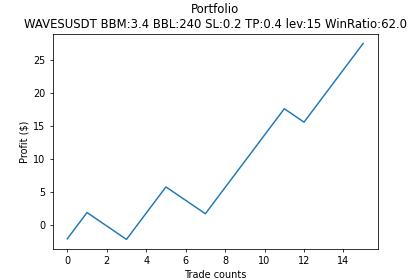 Portfolio
WAVESUSDT BBM:3.4 BBL:240 SL:0.2 TP:0.4 lev:15 WinRatio:62.0
Profit ($)
25
20
15
10
5
0
0 2 4 6 8 10 12 14
Trade counts